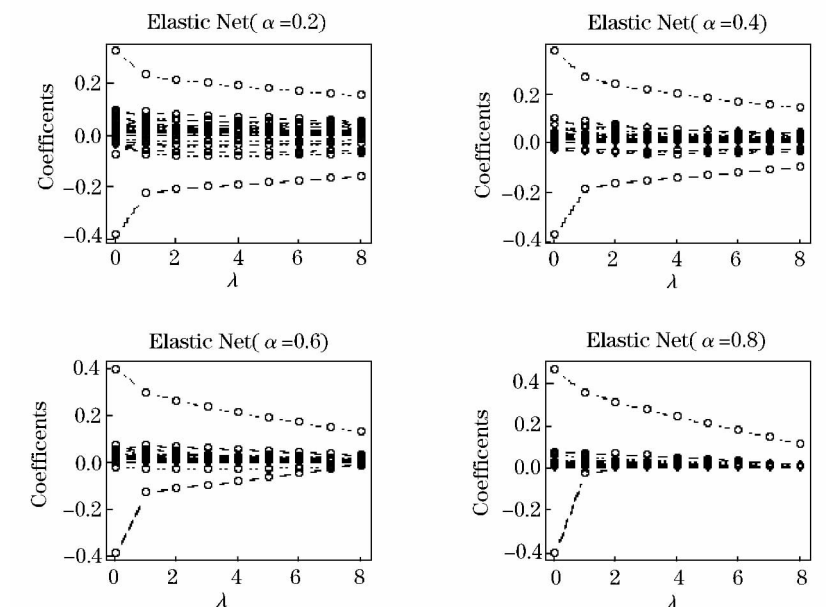 Elastic Net( α=0.2)
0.2
0.0
−0.2
−0.4
Coefficents
0 2 4 6 8
λ
Elastic Net( α=0.4)
0.2
0.0
−0.2
−0.4
Coefficents
0 2 4 6 8
λ
Elastic Net( α=0.6)
0.4
0.2
0.0
−0.2
−0.4
Coefficents
0 2 4 6 8
λ
Elastic Net( α=0.8)
0.4
0.2
0.0
−0.2
−0.4
Coefficents
0 2 4 6 8
λ